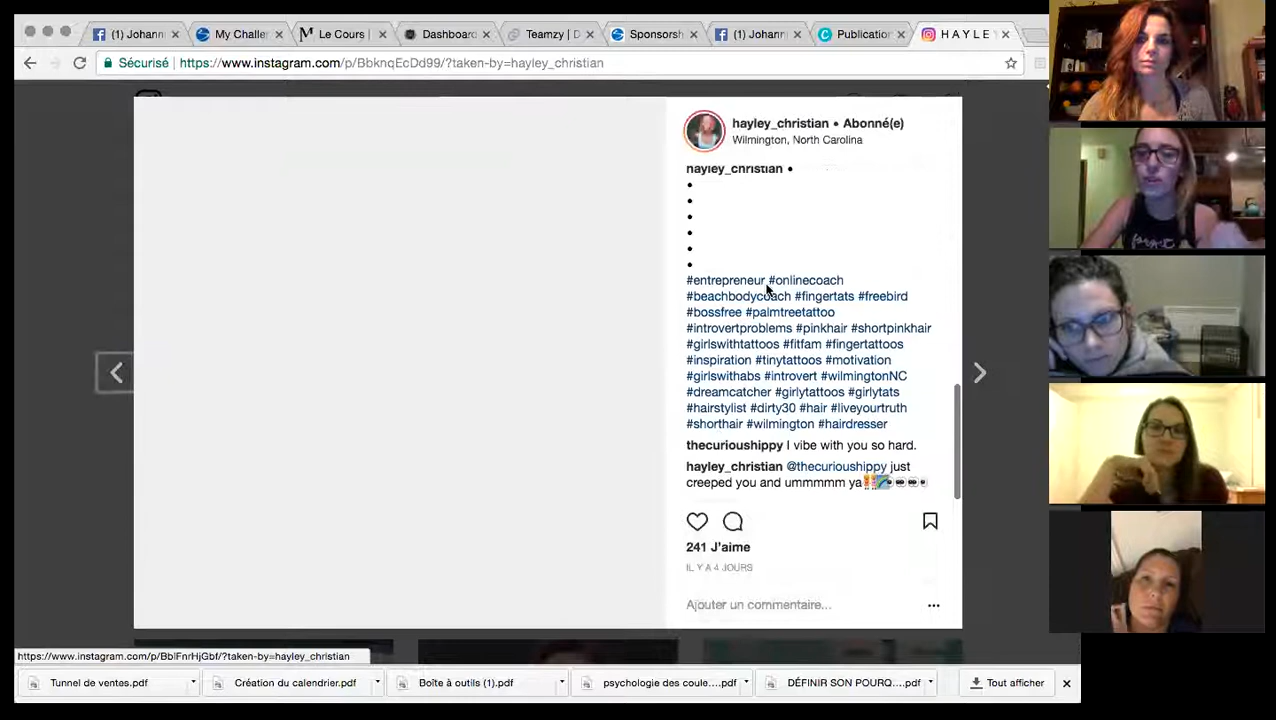 (1) Johann
My Challe
Le Cours |
Dashboard
Teamzy | D
Sponsorsh
(1) Johann
Publication
H A Y L E Y
Sécurisé
https://www.instagram.com/p/BbknqEcDd99/?taken-by=hayley_christian
hayley_christian • Abonné(e)
Wilmington, North Carolina
hayley_christian •
•
•
•
•
•
•
#entrepreneur #onlinecoach
#beachbodycoach #fingertats #freebird
#bossfree #palmtreetattoo
#introvertproblems #pinkhair #shortpinkhair
#girlswithtattoos #fitfam #fingertattoos
#inspiration #tinytattoos #motivation
#girlswithabs #introvert #wilmingtonNC
#dreamcatcher #girlytattoos #girlytats
#hairstylist #dirty30 #hair #liveyourtruth
#shorthair #wilmington #hairdresser
thecurioushippy I vibe with you so hard.
hayley_christian @thecurioushippy just
creeped you and ummmmm ya
241 J'aime
IL Y A 4 JOURS
Ajouter un commentaire...
https://www.instagram.com/p/BblFnrHjGbf/?taken-by=hayley_christian
Tunnel de ventes.pdf
Création du calendrier.pdf
Boîte à outils (1).pdf
psychologie des coule....pdf
DÉFINIR SON POURQ....pdf
Tout afficher